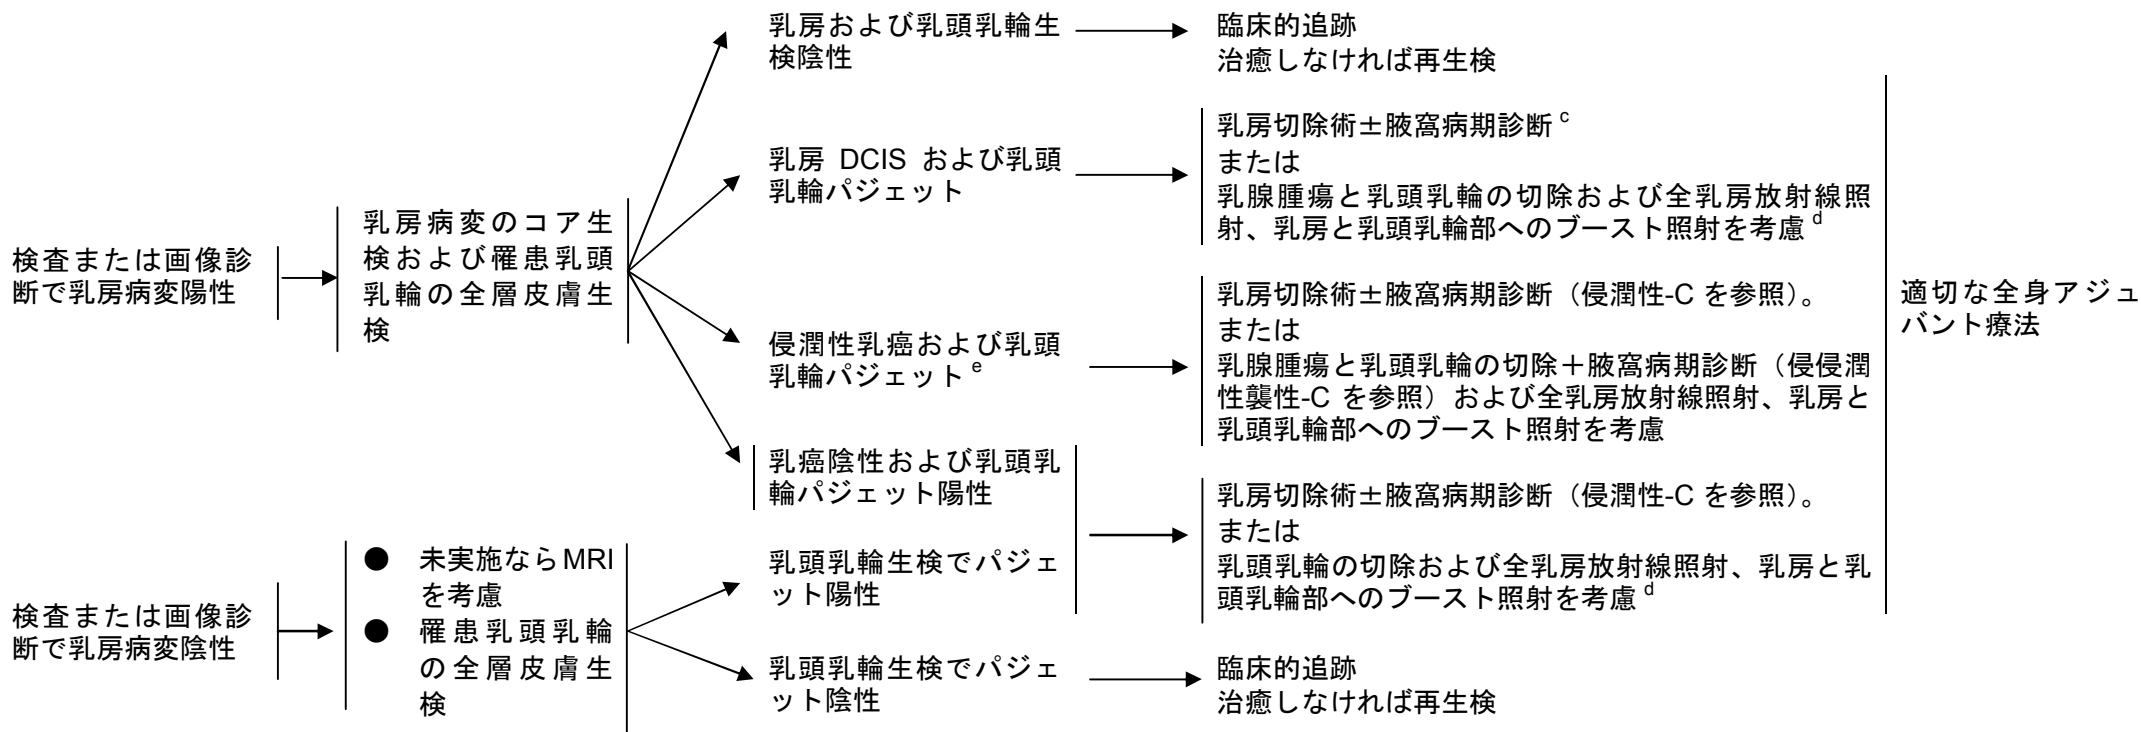 検査または画像診
断で乳房病変陽性
乳房病変のコア生
検および罹患乳頭
乳輪の全層皮膚生
検
乳房および乳頭乳輪生
検陰性
臨床的追跡
治癒しなければ再生検
乳房 DCIS および乳頭
乳輪パジェット
乳房切除術±腋窩病期診断 c
または
乳腺腫瘍と乳頭乳輪の切除および全乳房放射線照
射、乳房と乳頭乳輪部へのブースト照射を考慮 d
侵潤性乳癌および乳頭
乳輪パジェット e
乳房切除術±腋窩病期診断（侵潤性-C を参照）。
または
乳腺腫瘍と乳頭乳輪の切除＋腋窩病期診断（侵侵潤
性襲性-C を参照）および全乳房放射線照射、乳房と
乳頭乳輪部へのブースト照射を考慮
乳癌陰性および乳頭乳
輪パジェット陽性
乳房切除術±腋窩病期診断（侵潤性-C を参照）。
または
乳頭乳輪の切除および全乳房放射線照射、乳房と乳
頭乳輪部へのブースト照射を考慮 d
適切な全身アジュ
バント療法
検査または画像診
断で乳房病変陰性
● 未実施なら MRI
を考慮
● 罹患乳頭乳輪
の全層皮膚生
検
乳頭乳輪生検でパジェ
ット陽性
乳頭乳輪生検でパジェ
ット陰性
臨床的追跡
治癒しなければ再生検